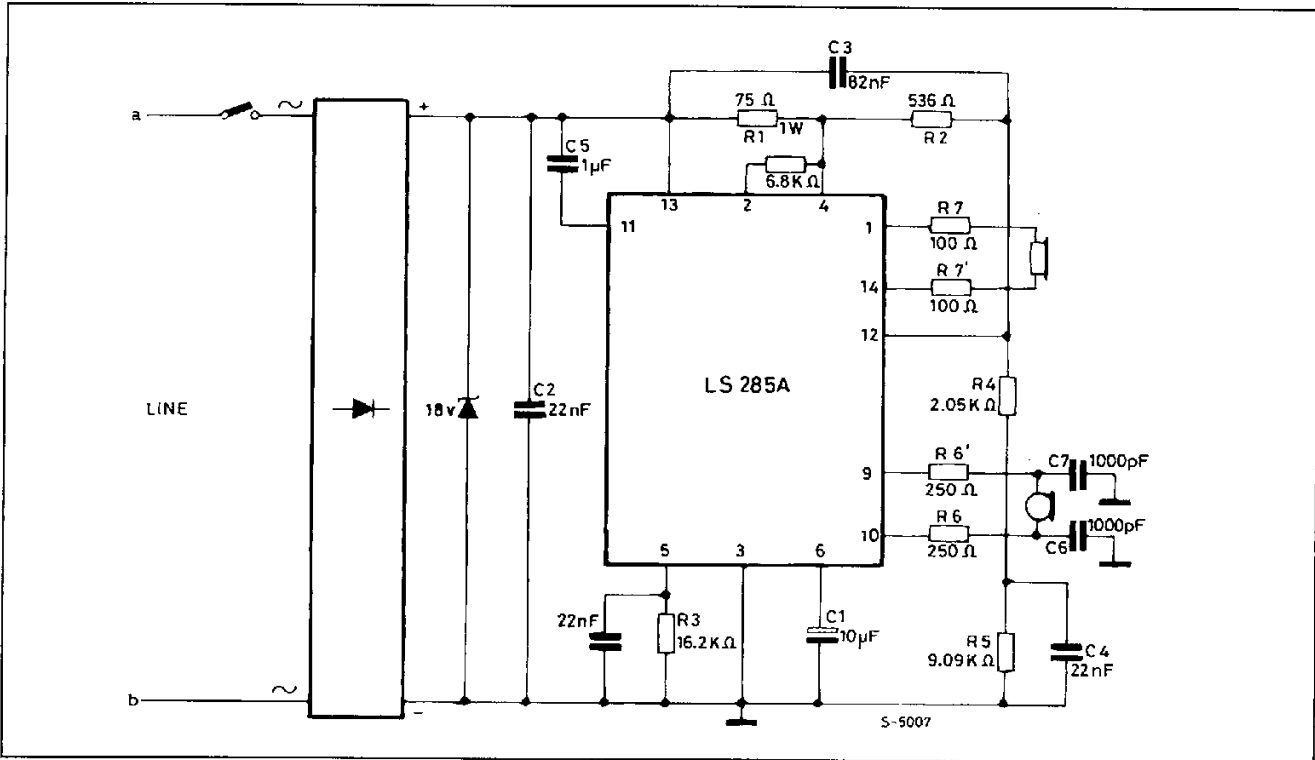 C3
82nF
75 Ω
536 Ω
a
~
+
R1
1W
R2
C5
1µF
6.8K Ω
13
2
4
11
1
R7
100 Ω
R7'
14
100 Ω
12
LS 285A
R4
2.05K Ω
LINE
18v
C2
22nF
9
R6'
250 Ω
C7
1000pF
10
R6
250 Ω
C6
1000pF
5
3
6
22nF
R3
16.2K Ω
C1
10µF
R5
9.09K Ω
C4
22nF
b
~
–
S-5007